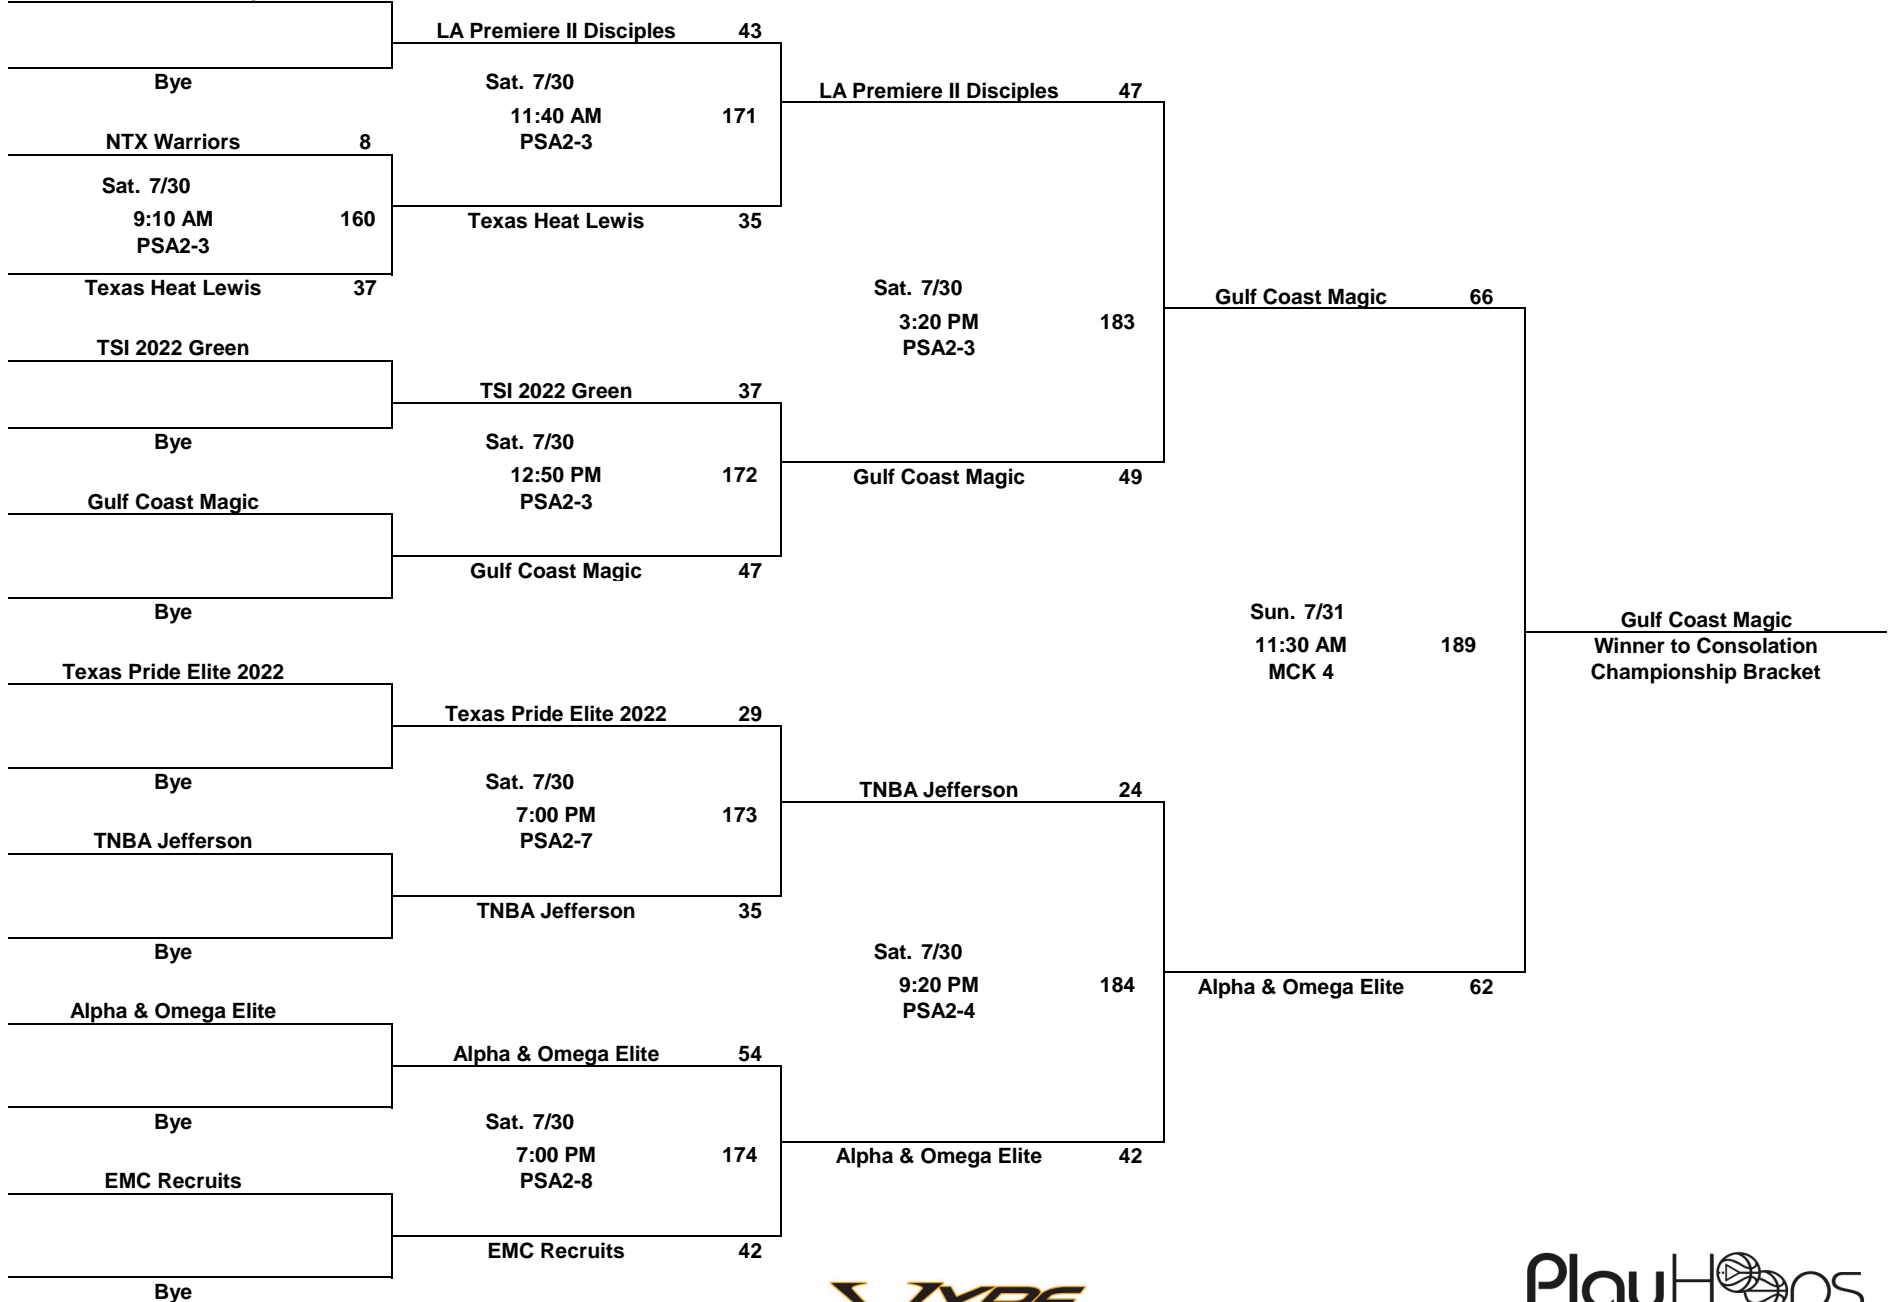 LA Premiere II Disciples 43
Bye
Sat. 7/30
11:40 AM 171
PSA2-3
LA Premiere II Disciples 47
NTX Warriors 8
Sat. 7/30
9:10 AM 160
PSA2-3
Texas Heat Lewis 35
Texas Heat Lewis 37
Sat. 7/30
3:20 PM 183
PSA2-3
Gulf Coast Magic 66
TSI 2022 Green
TSI 2022 Green 37
Bye
Sat. 7/30
12:50 PM 172
PSA2-3
Gulf Coast Magic 49
Gulf Coast Magic
Gulf Coast Magic 47
Bye
Sun. 7/31
11:30 AM 189
MCK 4
Gulf Coast Magic
Winner to Consolation
Championship Bracket
Texas Pride Elite 2022
Texas Pride Elite 2022 29
Bye
Sat. 7/30
7:00 PM 173
PSA2-7
TNBA Jefferson 24
TNBA Jefferson
TNBA Jefferson 35
Bye
Sat. 7/30
9:20 PM 184
PSA2-4
Alpha & Omega Elite 62
Alpha & Omega Elite
Alpha & Omega Elite 54
Bye
Sat. 7/30
7:00 PM 174
PSA2-8
Alpha & Omega Elite 42
EMC Recruits
EMC Recruits 42
Bye
VYPE
PlayHoops